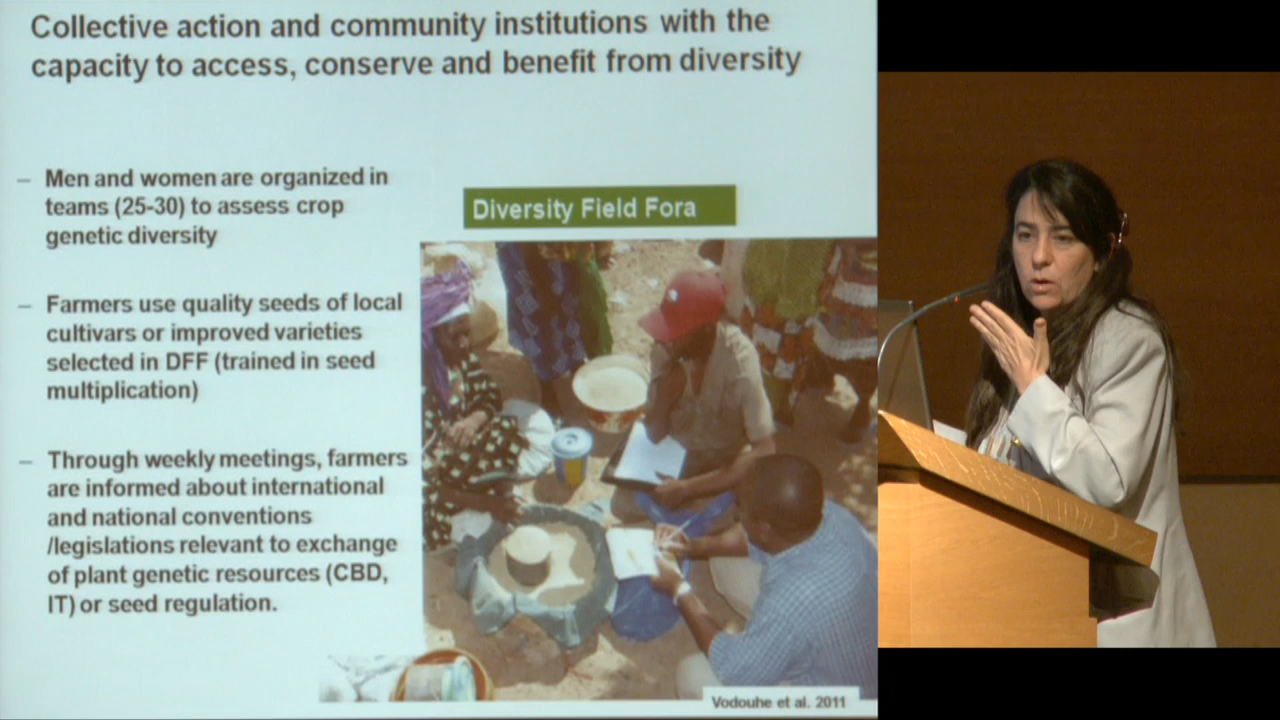 Collective action and community institutions with the
capacity to access, conserve and benefit from diversity
– Men and women are organized in
teams (25-30) to assess crop
genetic diversity
– Farmers use quality seeds of local
cultivars or improved varieties
selected in DFF (trained in seed
multiplication)
– Through weekly meetings, farmers
are informed about international
and national conventions
/legislations relevant to exchange
of plant genetic resources (CBD,
IT) or seed regulation.
Diversity Field Fora
Vodouhe et al. 2011